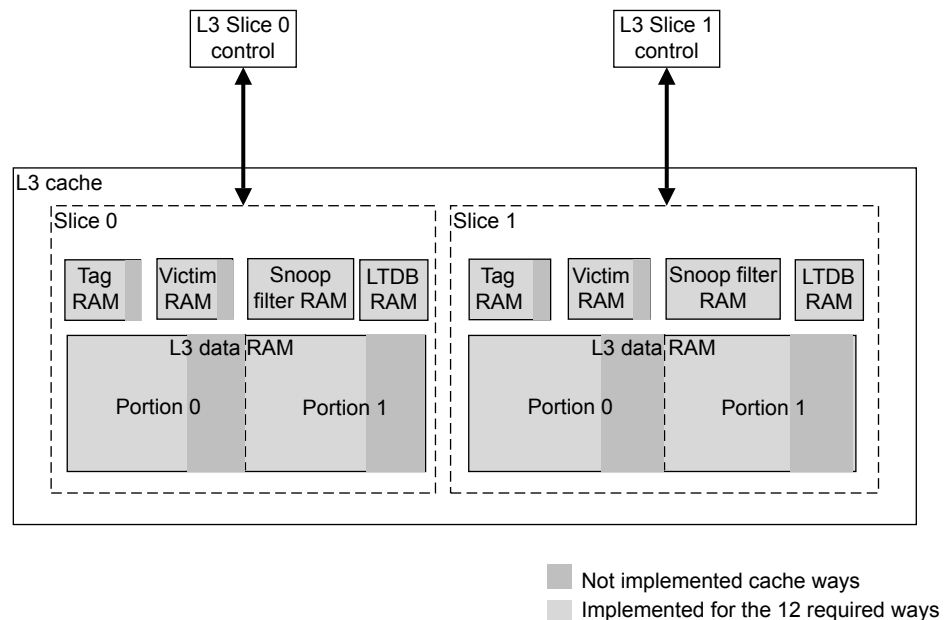 L3 Slice 0
control
L3 Slice 1
control
L3 cache
Slice 0
Tag
RAM
Victim
RAM
Snoop
filter RAM
LTDB
RAM
L3 data RAM
Portion 0
Portion 1
Slice 1
Tag
RAM
Victim
RAM
Snoop filter
RAM
LTDB
RAM
L3 data RAM
Portion 0
Portion 1
Not implemented cache ways
Implemented for the 12 required ways